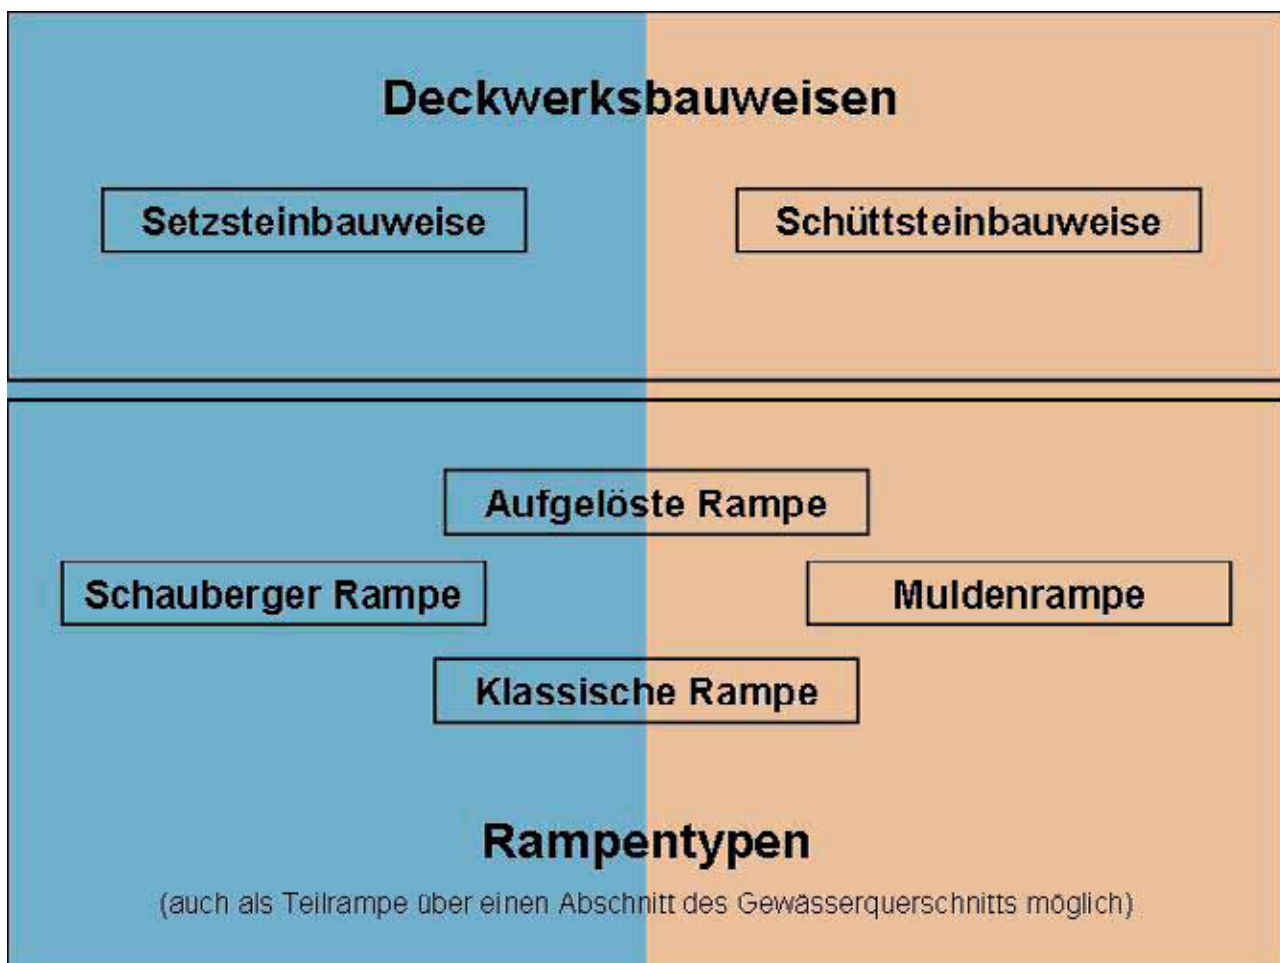 Deckwerksbauweisen
Setzsteinbauweise
Schüttsteinbauweise
Aufgelöste Rampe
Schauberger Rampe
Muldenrampe
Klassische Rampe
Rampentypen
(auch als Teilrampe über einen Abschnitt des Gewässerquerschnitts möglich)